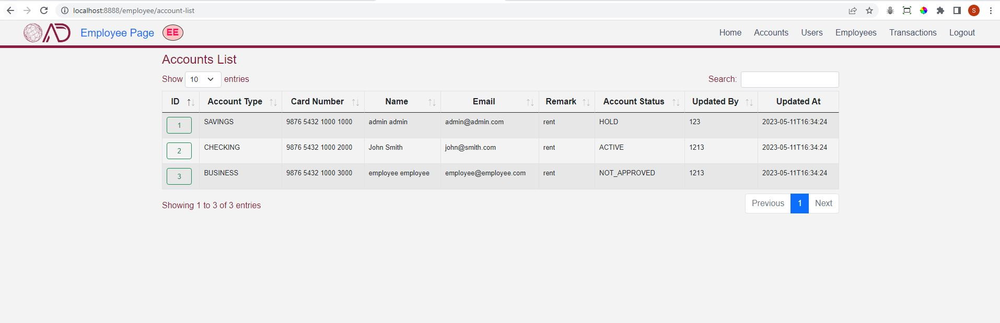 localhost:8888/employee/account-list
S
AD Employee Page EE Home Accounts Users Employees Transactions Logout
Accounts List
Show 10 entries Search:
ID Account Type Card Number Name Email Remark Account Status Updated By Updated At
1 SAVINGS 9876 5432 1000 1000 admin admin admin@admin.com rent HOLD 123 2023-05-11T16:34:24
2 CHECKING 9876 5432 1000 2000 John Smith john@smith.com rent ACTIVE 1213 2023-05-11T16:34:24
3 BUSINESS 9876 5432 1000 3000 employee employee employee@employee.com rent NOT_APPROVED 1213 2023-05-11T16:34:24
Showing 1 to 3 of 3 entries Previous 1 Next